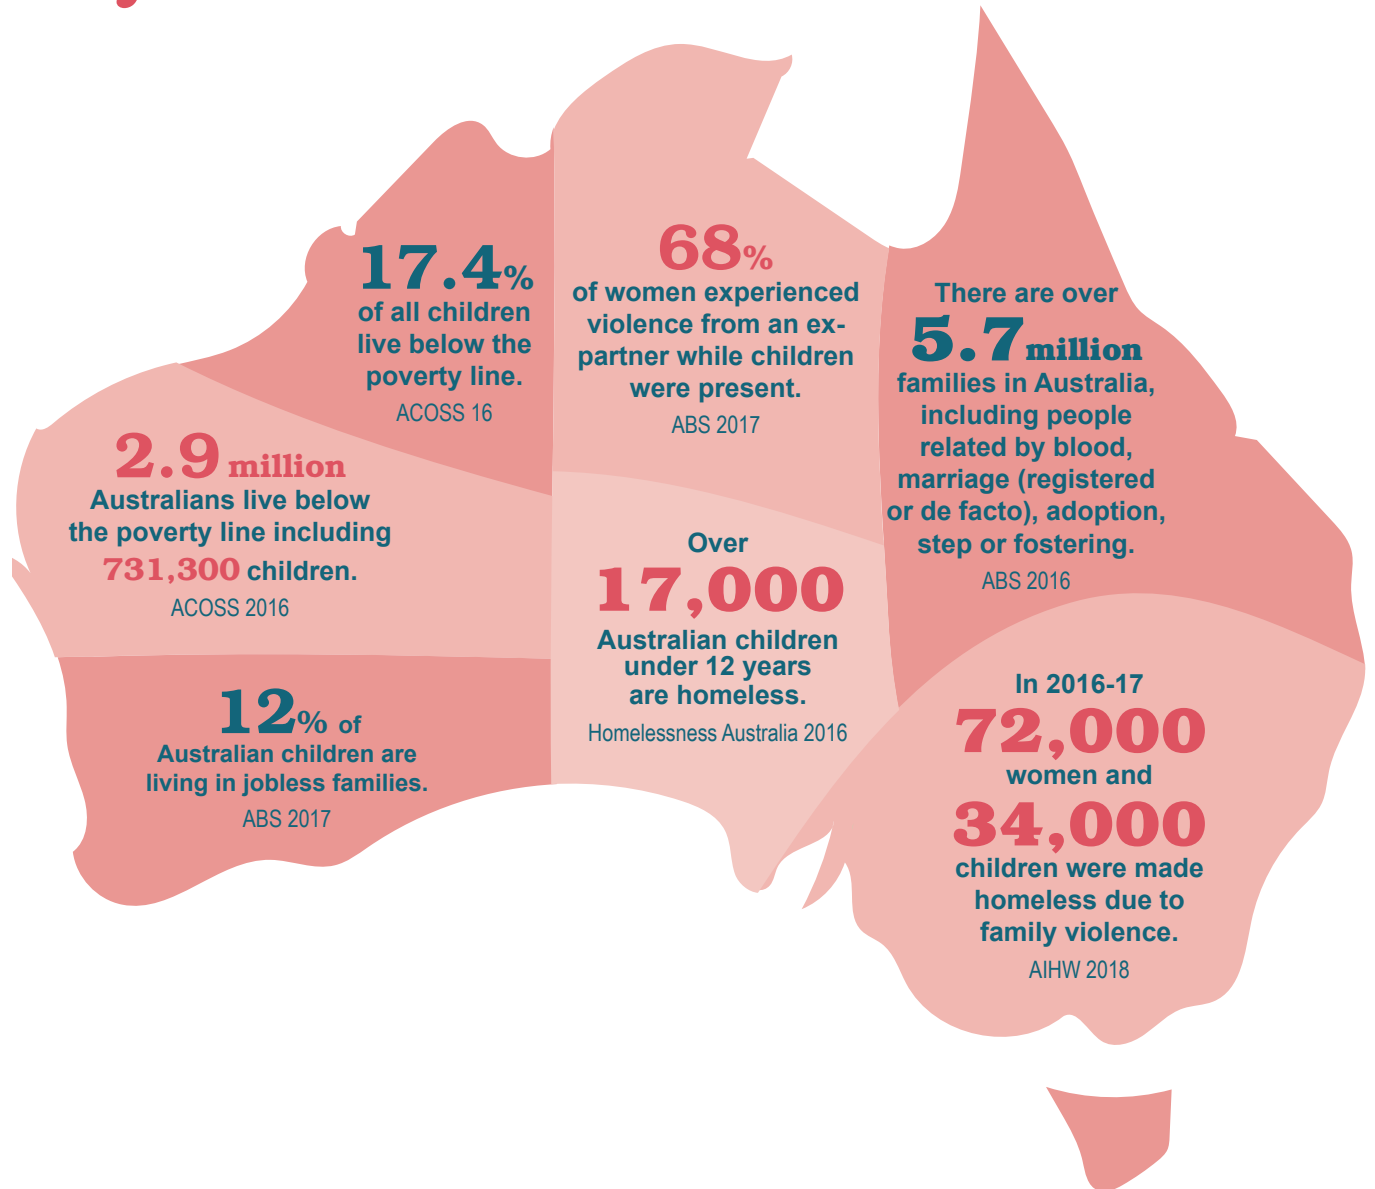 17.4%
of all children
live below the
poverty line.
ACOSS 16
68%
of women experienced
violence from an ex-
partner while children
were present.
ABS 2017
There are over
5.7 million
families in Australia,
including people
related by blood,
marriage (registered
or de facto), adoption,
step or fostering.
ABS 2016
2.9 million
Australians live below
the poverty line including
731,300 children.
ACOSS 2016
Over
17,000
Australian children
under 12 years
are homeless.
Homelessness Australia 2016
12% of
Australian children are
living in jobless families.
ABS 2017
In 2016-17
72,000
women and
34,000
children were made
homeless due to
family violence.
AIHW 2018